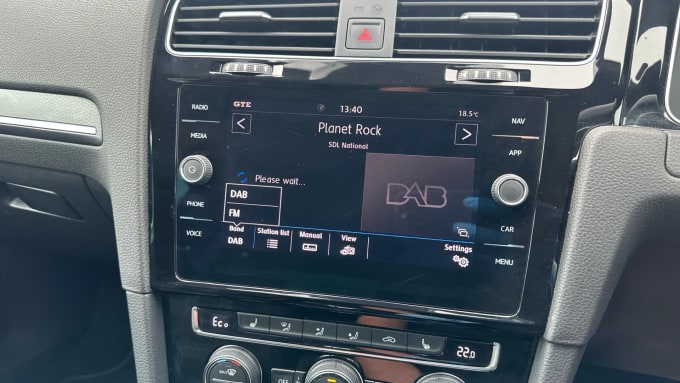 RADIO
MEDIA
PHONE
VOICE
GTE
13:40
18.5°C
<
Planet Rock
>
SDL National
Please wait...
DAB
FM
DAB
Band
DAB
Station list
Manual
View
Settings
NAV
APP
CAR
MENU
Eco
22.0
OFF